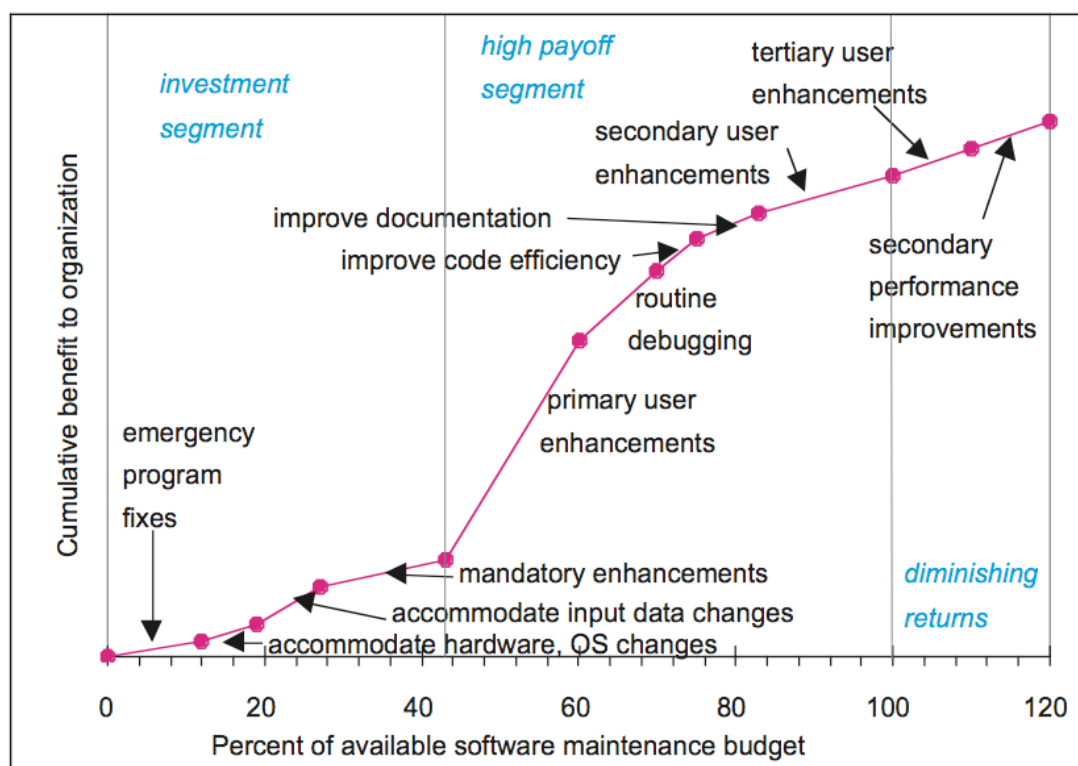 high payoff
segment
investment
segment
tertiary user
enhancements
secondary user
enhancements
improve documentation
improve code efficiency
secondary
performance
improvements
routine
debugging
primary user
enhancements
emergency
program
fixes
mandatory enhancements
accommodate input data changes
accommodate hardware, OS changes
diminishing
returns
Cumulative benefit to organization
0 20 40 60 80 100 120
Percent of available software maintenance budget